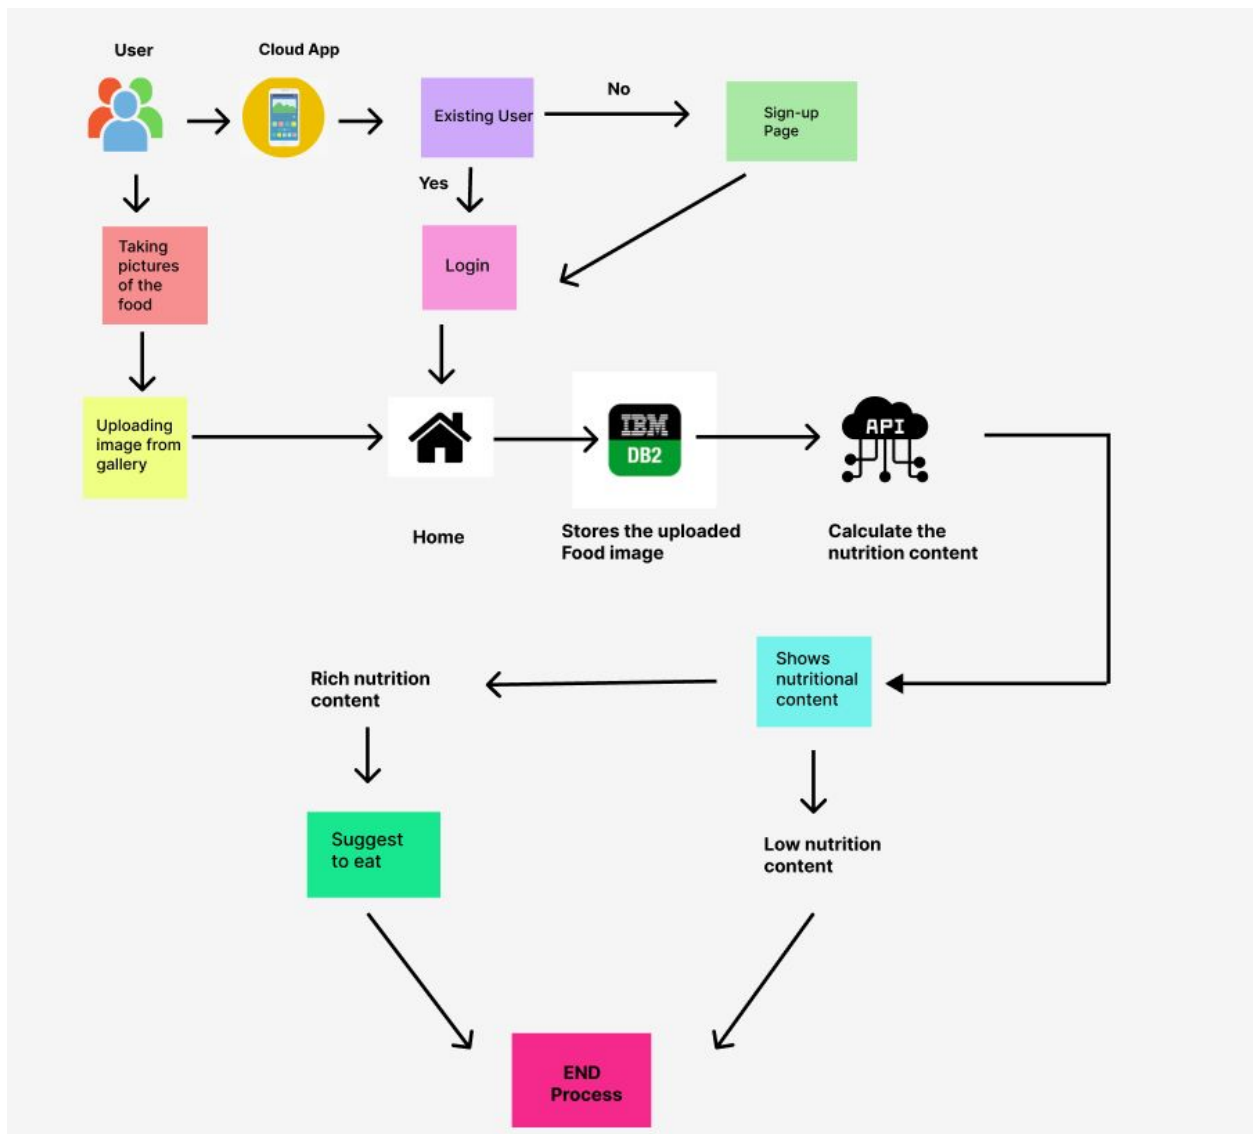 User
Cloud App
Existing User
No
Sign-up
Page
Yes
Taking
pictures
of the
food
Login
Uploading
image from
gallery
IBM
DB2
API
Home
Stores the uploaded
Food image
Calculate the
nutrition content
Rich nutrition
content
Shows
nutritional
content
Suggest
to eat
Low nutrition
content
END
Process